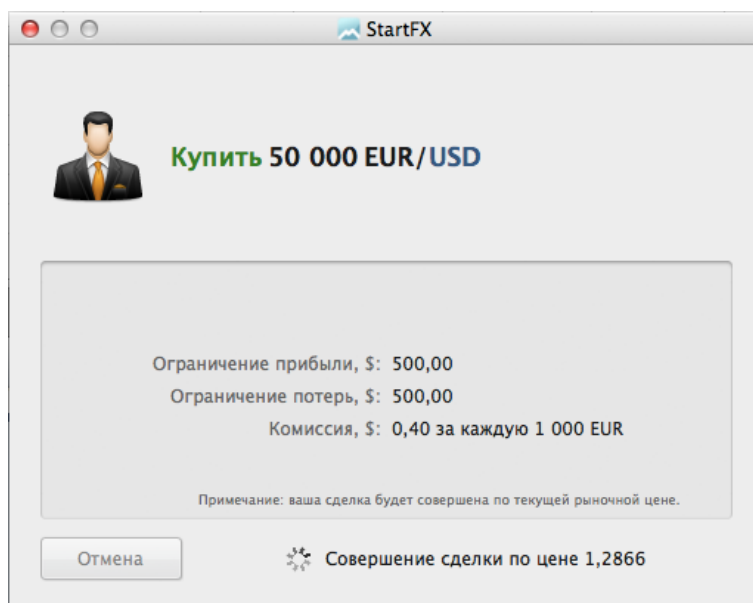 StartFX
Купить 50 000 EUR/USD
Ограничение прибыли, $: 500,00
Ограничение потерь, $: 500,00
Комиссия, $: 0,40 за каждую 1 000 EUR
Примечание: ваша сделка будет совершена по текущей рыночной цене.
Отмена
Совершение сделки по цене 1,2866